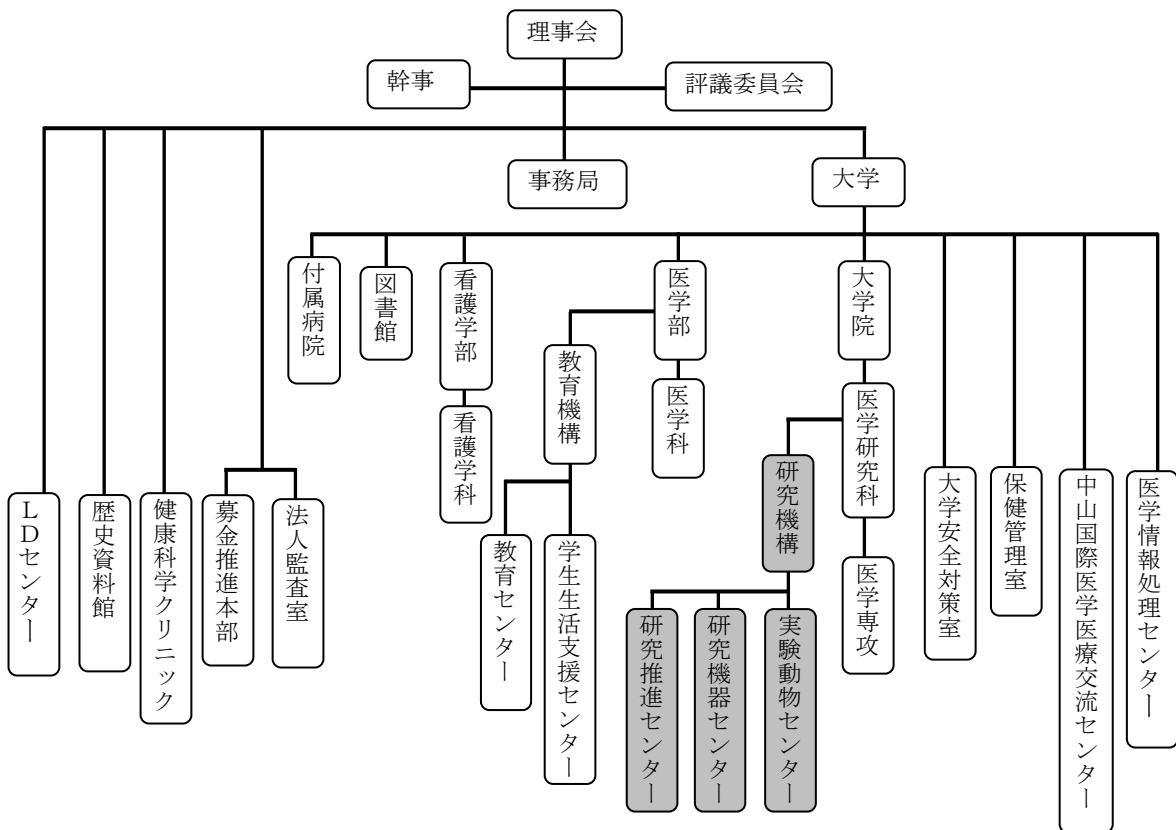 理事会
幹事
評議委員会
事務局
大学
付属病院
図書館
看護学部
医学部
大学院
教育機構
医学科
医学研究科
看護学科
研究機構
LDセンター
歴史資料館
健康科学クリニック
募金推進本部
法人監査室
教育センター
学生生活支援センター
医学専攻
大学安全対策室
保健管理室
中山国際医学医療交流センター
医学情報処理センター
研究推進センター
研究機器センター
実験動物センター